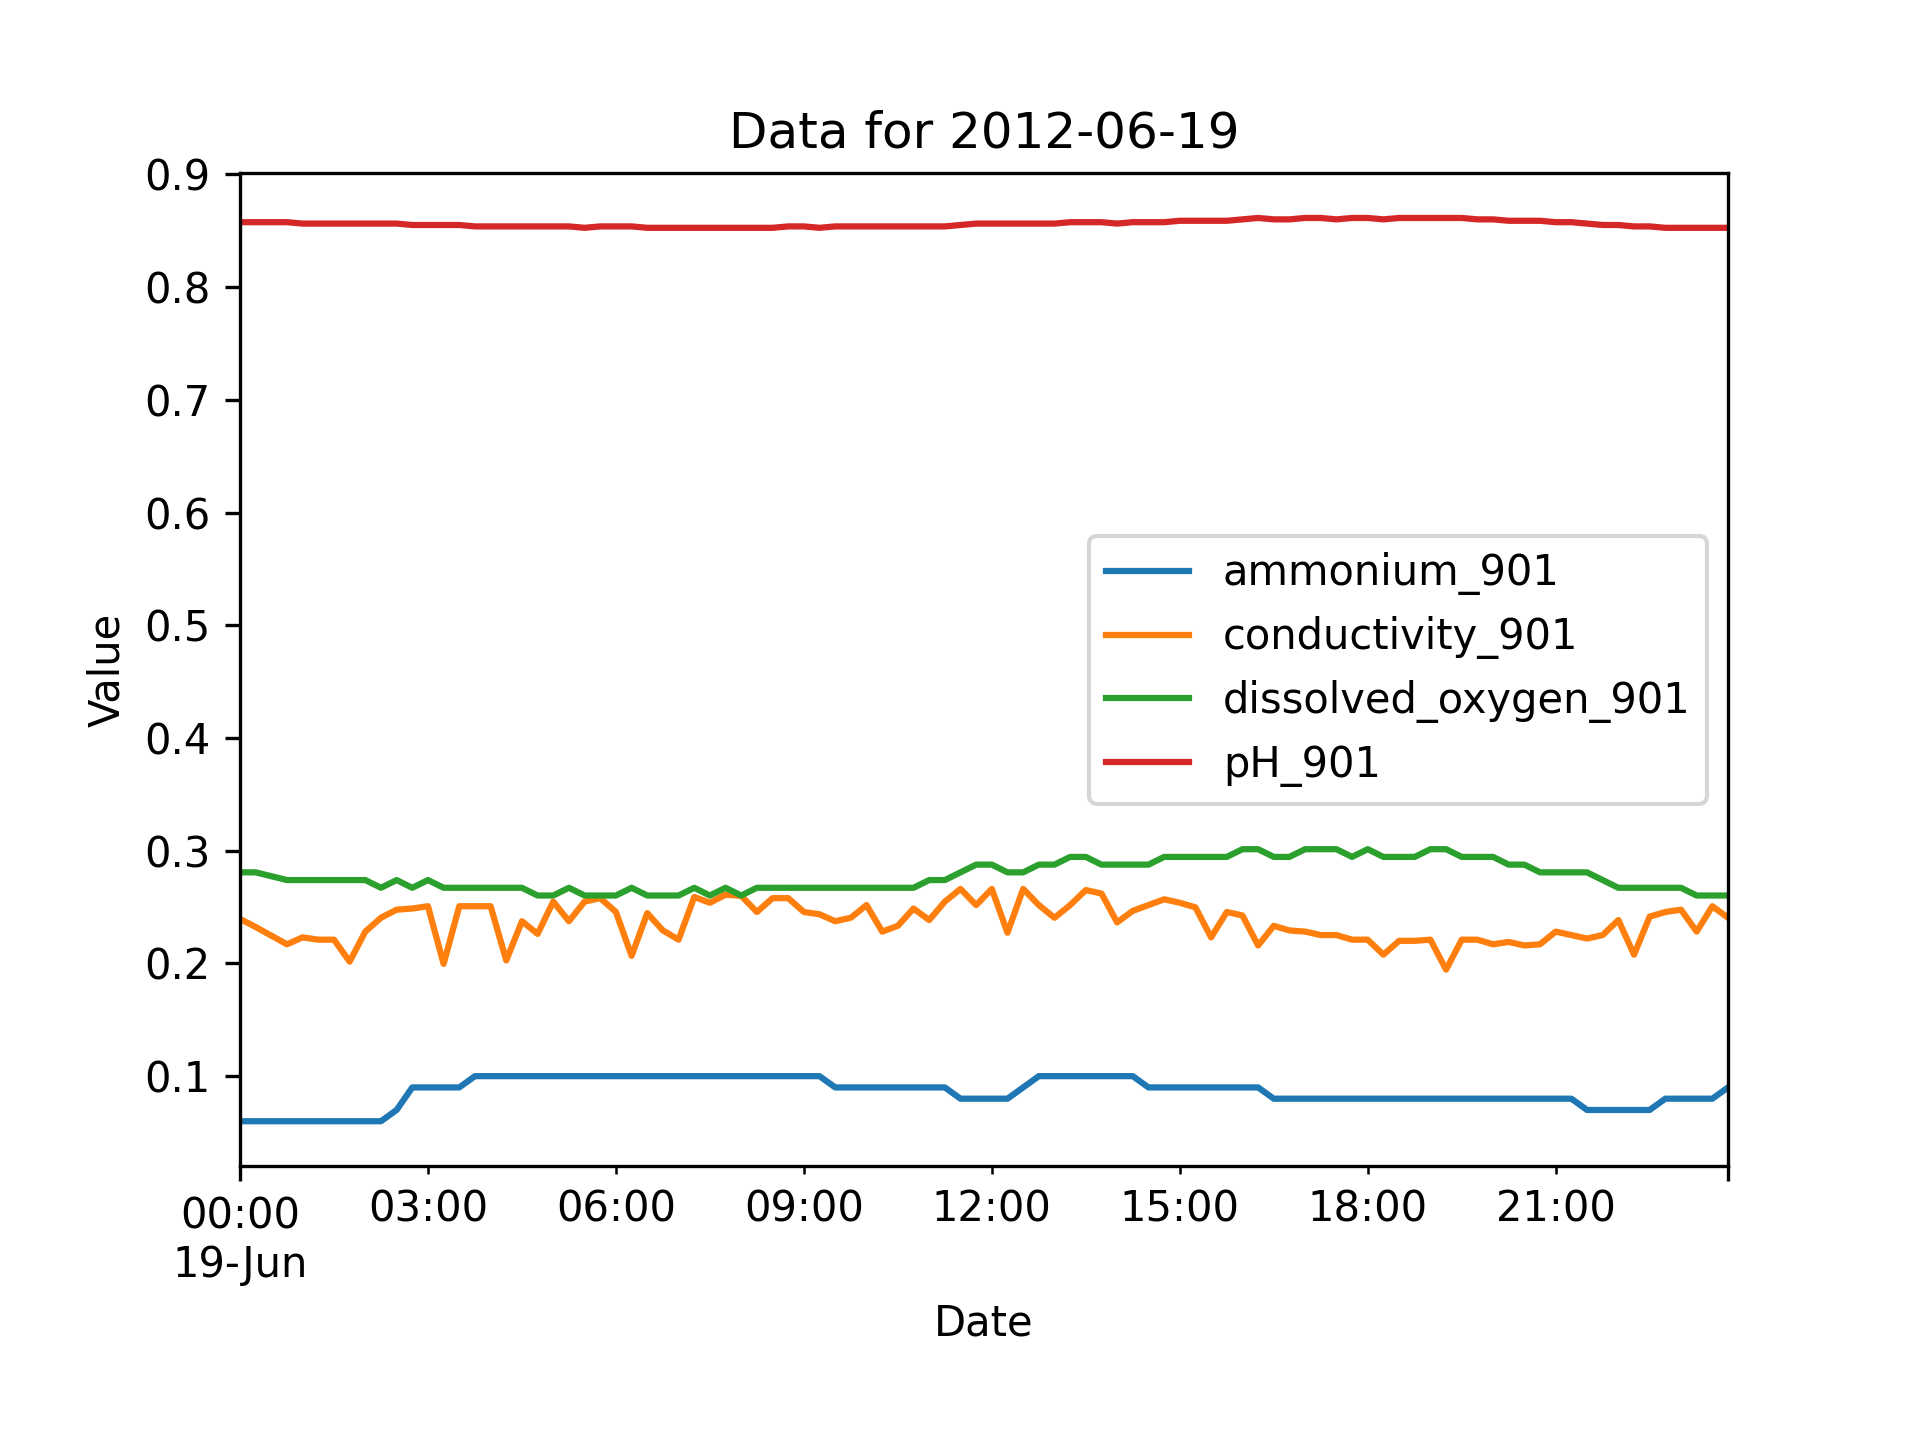 Data for 2012-06-19
0.9
0.8
0.7
0.6
0.5
0.4
0.3
0.2
0.1
Value
ammonium_901
conductivity_901
dissolved_oxygen_901
pH_901
00:00 03:00 06:00 09:00 12:00 15:00 18:00 21:00
19-Jun
Date